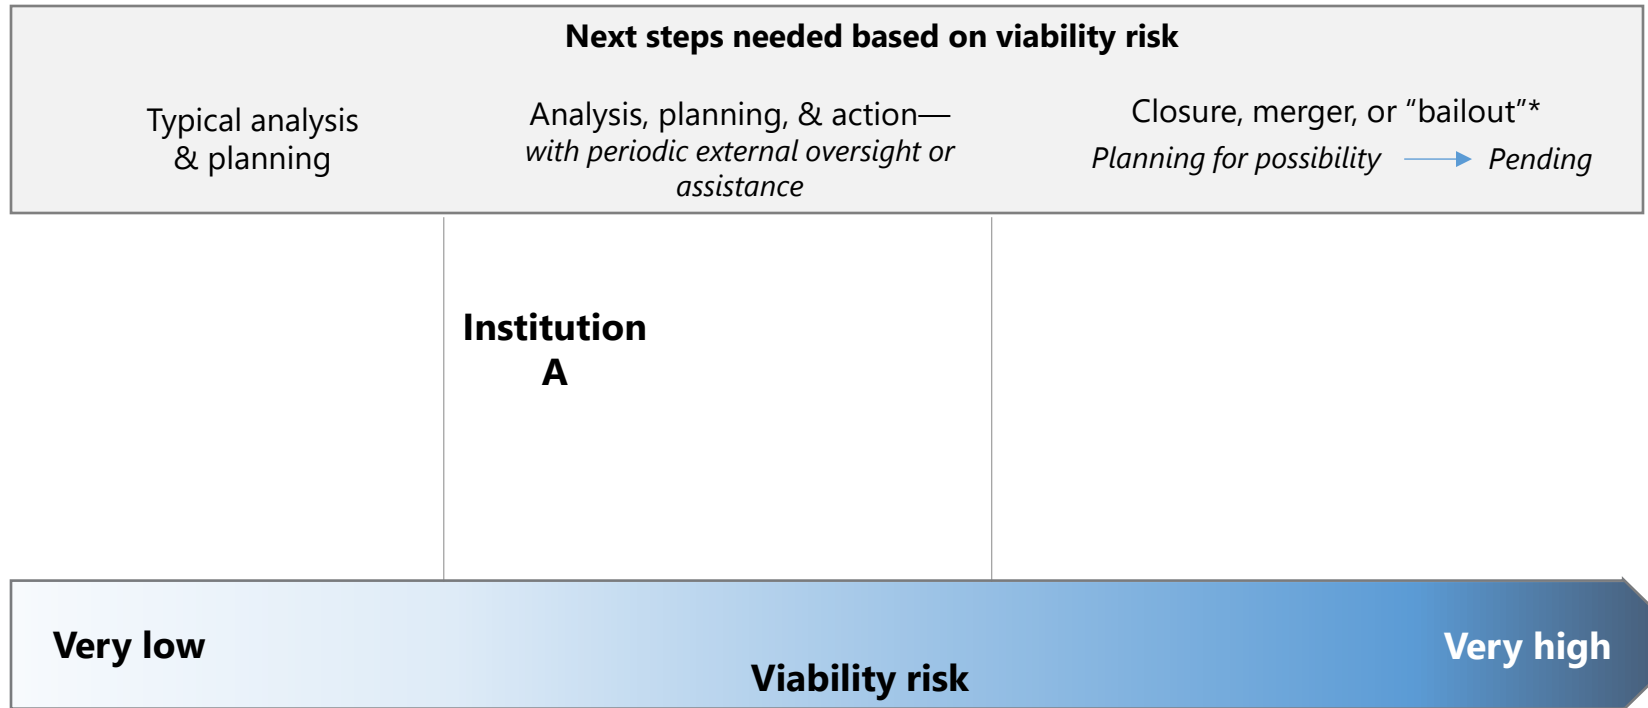 Next steps needed based on viability risk
Typical analysis
& planning
Analysis, planning, & action—
with periodic external oversight or
assistance
Closure, merger, or “bailout”*
Planning for possibility
Pending
Institution
A
Very low
Viability risk
Very high